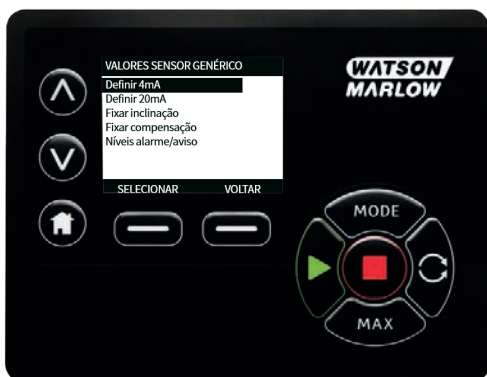 VALORES SENSOR GENÉRICO
Definir 4mA
Definir 20mA
Fixar inclinação
Fixar compensação
Níveis alarme/aviso
SELECIONAR VOLTAR
WATSON
MARLOW
MODE
MAX